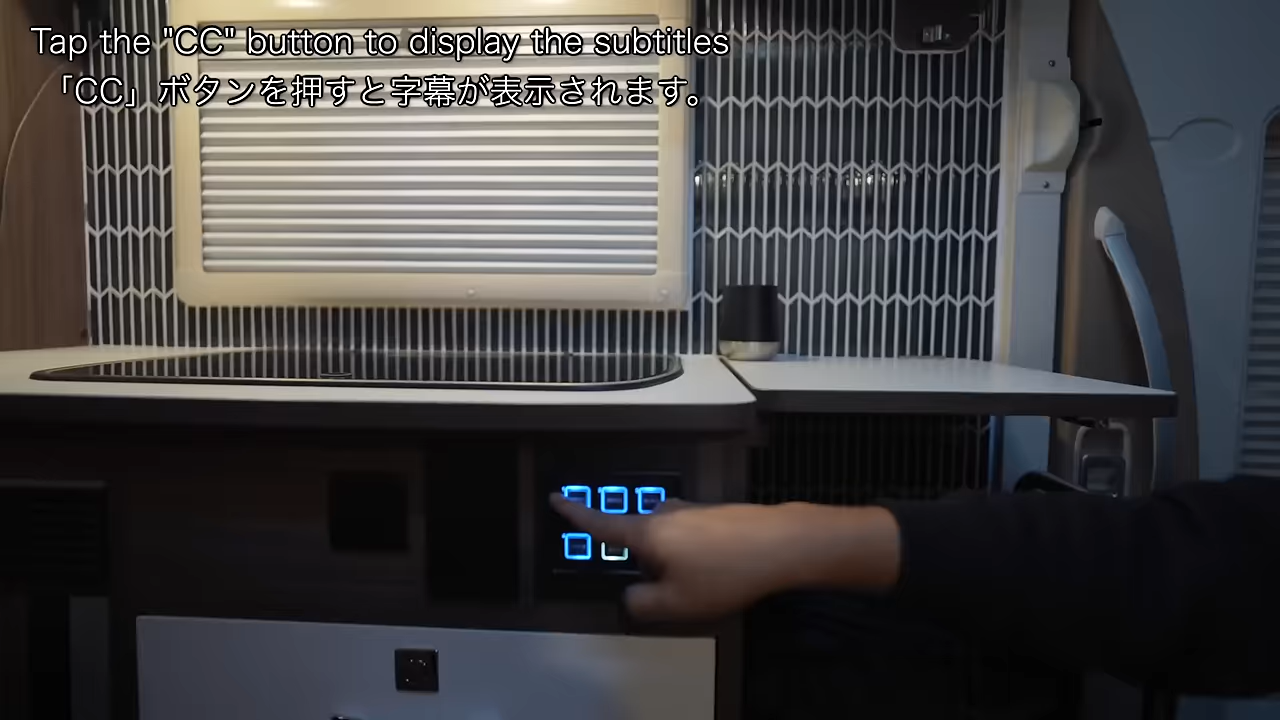 Tap the "CC" button to display the subtitles
「CC」ボタンを押すと字幕が表示されます。